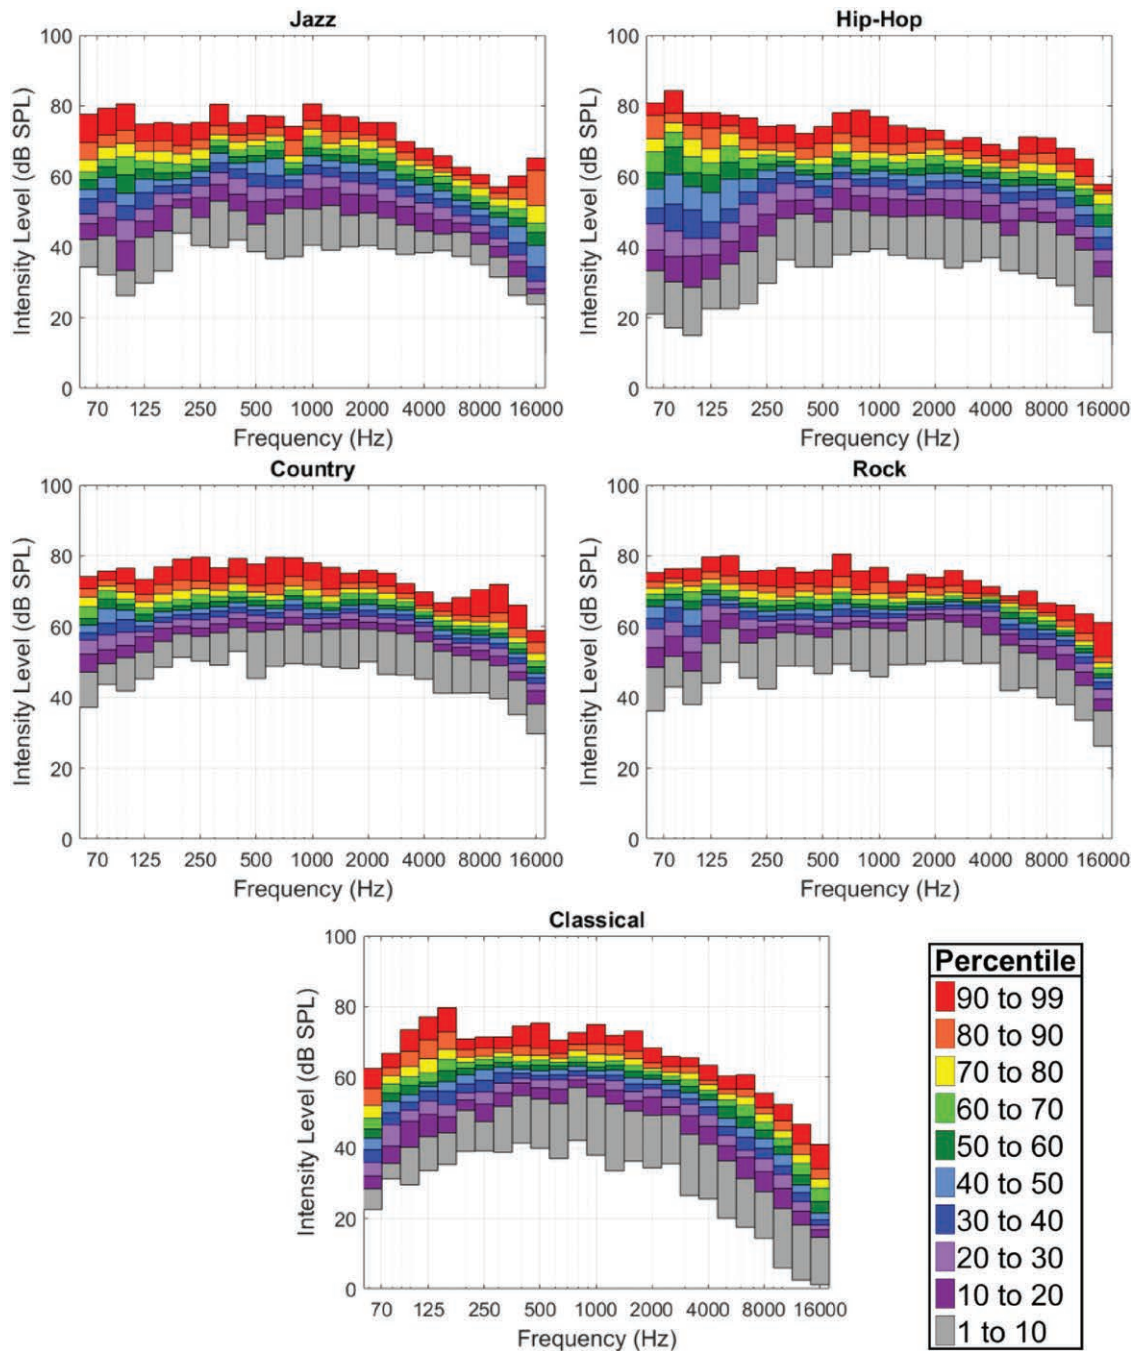 Jazz
100
80
60
40
20
0
Intensity Level (dB SPL)
70 125 250 500 1000 2000 4000 8000 16000
Frequency (Hz)
Hip-Hop
100
80
60
40
20
0
Intensity Level (dB SPL)
70 125 250 500 1000 2000 4000 8000 16000
Frequency (Hz)
Country
100
80
60
40
20
0
Intensity Level (dB SPL)
70 125 250 500 1000 2000 4000 8000 16000
Frequency (Hz)
Rock
100
80
60
40
20
0
Intensity Level (dB SPL)
70 125 250 500 1000 2000 4000 8000 16000
Frequency (Hz)
Classical
100
80
60
40
20
0
Intensity Level (dB SPL)
70 125 250 500 1000 2000 4000 8000 16000
Frequency (Hz)
Percentile
90 to 99
80 to 90
70 to 80
60 to 70
50 to 60
40 to 50
30 to 40
20 to 30
10 to 20
1 to 10